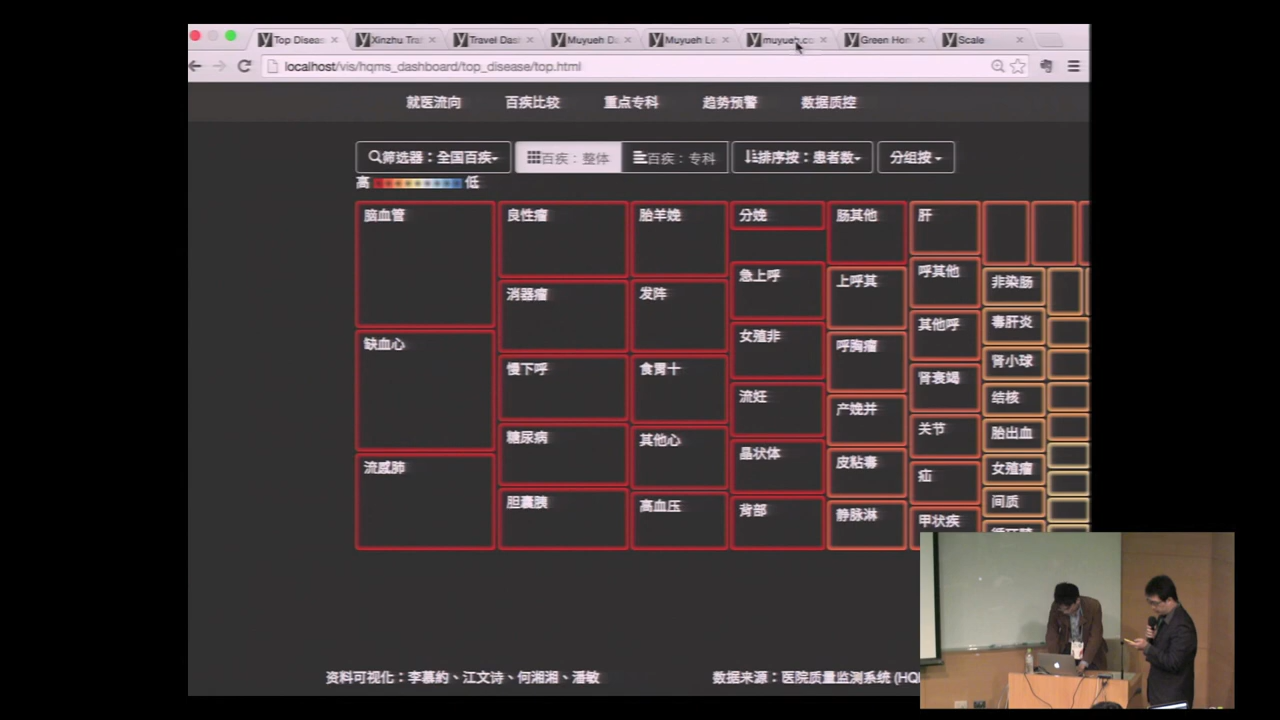 Top Diseas
Xinzhu Tra
Travel Das
Muyueh Da
Muyueh Le
muyueh.co
Green Hon
Scale
localhost/vis/hqms_dashboard/top_disease/top.html
就医流向 百疾比较 重点专科 趋势预警 数据质控
筛选器：全国百疾 百疾：整体 百疾：专科 排序按：患者数 分组按
高 低
脑血管
缺血心
流感肺
良性瘤
消器瘤
慢下呼
糖尿病
胆囊胰
胎羊娩
发阵
食胃十
其他心
高血压
分娩
急上呼
女殖非
流妊
晶状体
背部
肠其他
上呼其
呼胸瘤
产娩并
皮粘毒
静脉淋
肝
呼其他
其他呼
肾衰竭
关节
疝
甲状疾
非染肠
毒肝炎
肾小球
结核
胎出血
女殖瘤
间质
资料可视化：李慕約、江文诗、何湘湘、潘敏
数据来源：医院质量监测系统 (HQ